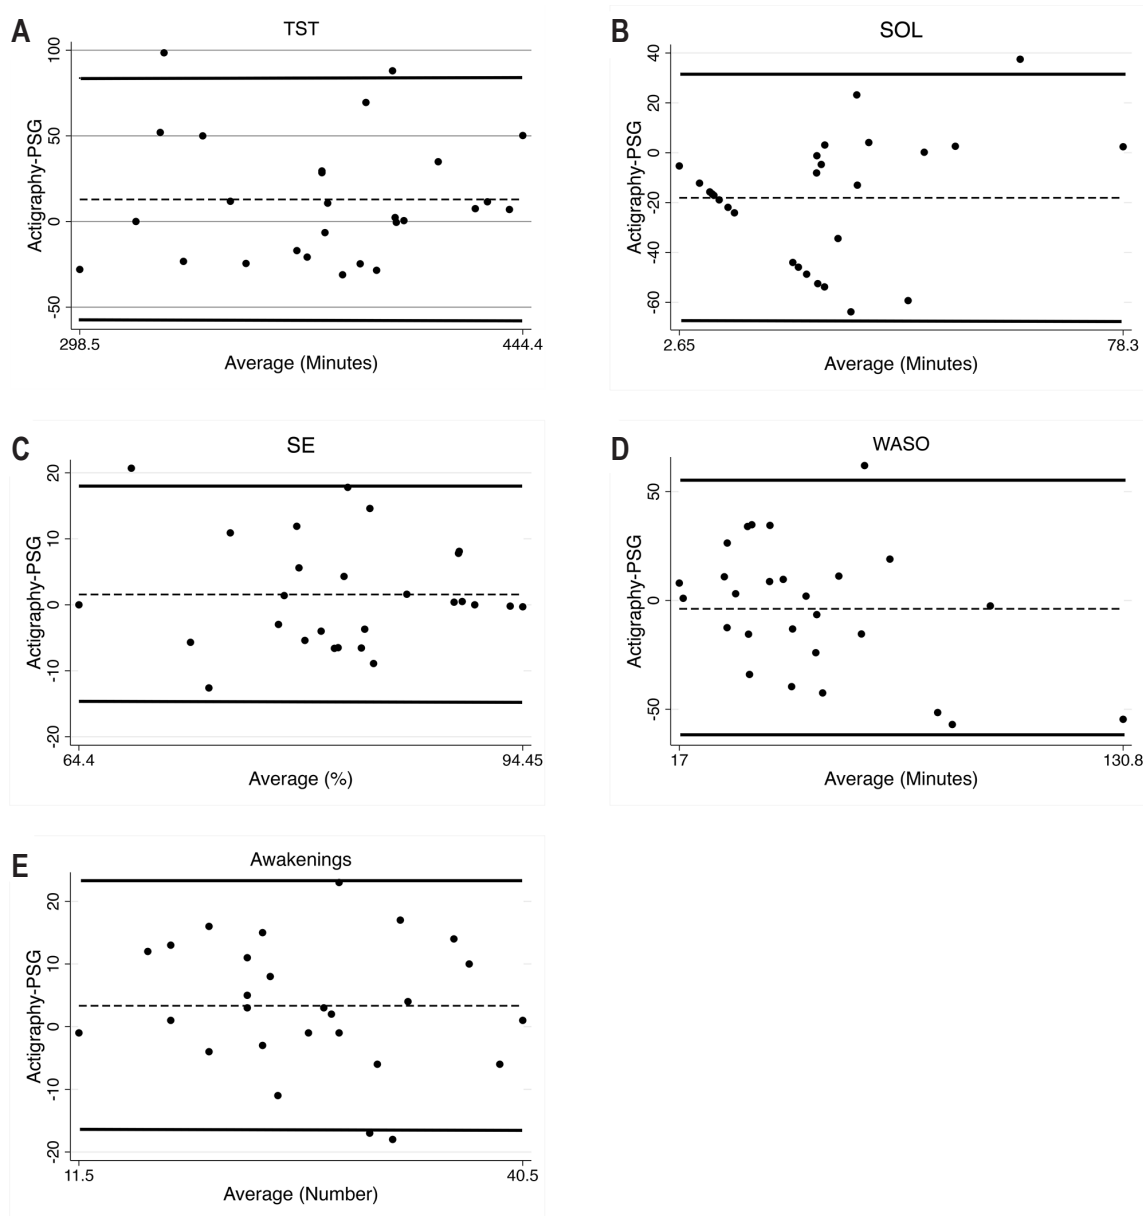 A
TST
Actigraphy-PSG
100
50
0
-50
298.5
444.4
Average (Minutes)
B
SOL
Actigraphy-PSG
40
20
0
-20
-40
-60
2.65
78.3
Average (Minutes)
C
SE
Actigraphy-PSG
20
10
0
-10
-20
64.4
94.45
Average (%)
D
WASO
Actigraphy-PSG
50
0
-50
17
130.8
Average (Minutes)
E
Awakenings
Actigraphy-PSG
20
10
0
-10
-20
11.5
40.5
Average (Number)